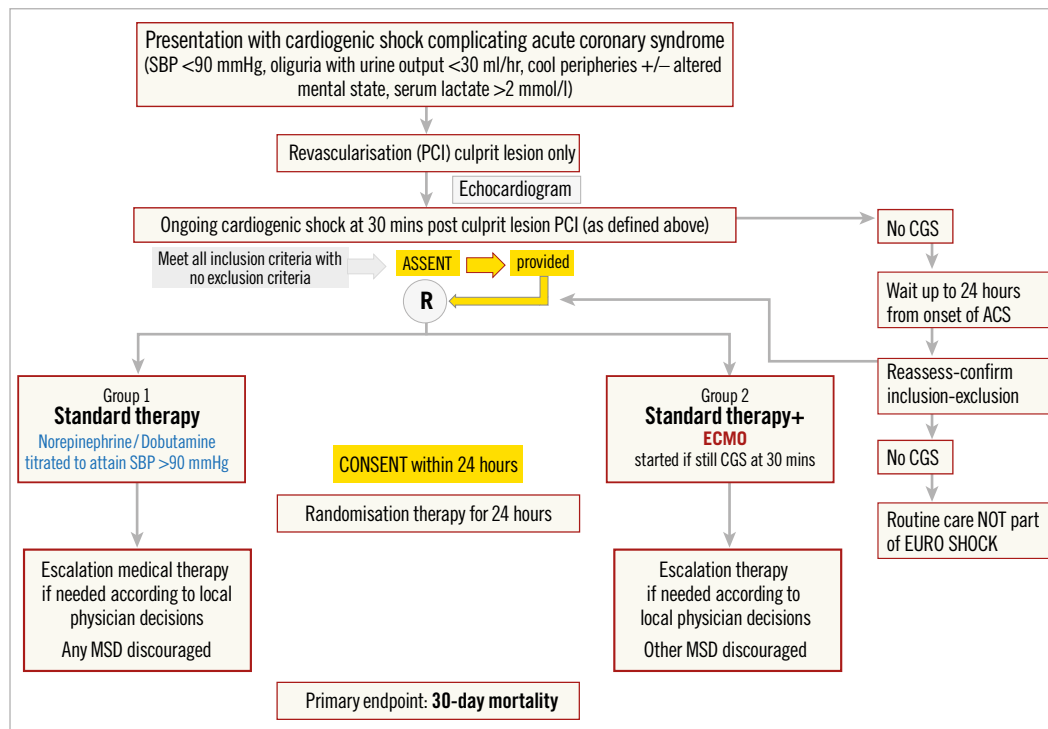 Presentation with cardiogenic shock complicating acute coronary syndrome
(SBP <90 mmHg, oliguria with urine output <30 ml/hr, cool peripheries +/– altered
mental state, serum lactate >2 mmol/l)
Revascularisation (PCI) culprit lesion only
Echocardiogram
Ongoing cardiogenic shock at 30 mins post culprit lesion PCI (as defined above)
No CGS
Meet all inclusion criteria with
no exclusion criteria
ASSENT
provided
R
Wait up to 24 hours
from onset of ACS
Reassess-confirm
inclusion-exclusion
No CGS
Routine care NOT part
of EURO SHOCK
Group 1
Standard therapy
Norepinephrine/Dobutamine
titrated to attain SBP >90 mmHg
Group 2
Standard therapy+
ECMO
started if still CGS at 30 mins
CONSENT within 24 hours
Randomisation therapy for 24 hours
Escalation medical therapy
if needed according to local
physician decisions
Any MSD discouraged
Escalation therapy
if needed according to
local physician decisions
Other MSD discouraged
Primary endpoint: 30-day mortality